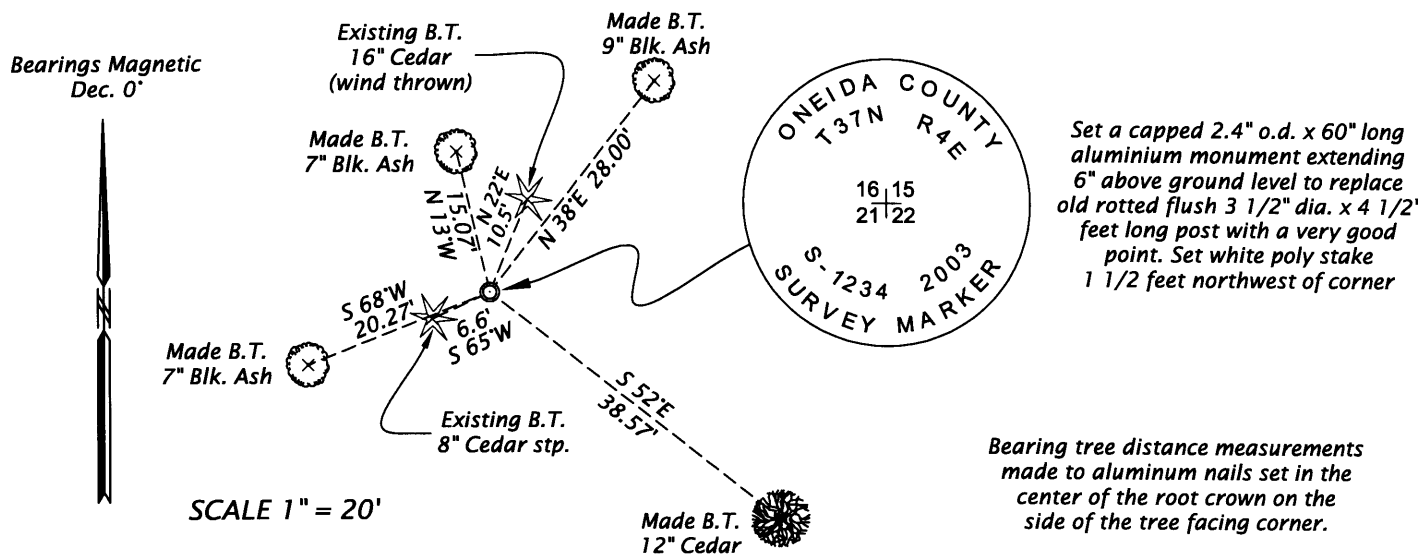 Bearings Magnetic
Dec. 0°
N
Existing B.T.
16" Cedar
(wind thrown)
Made B.T.
9" Blk. Ash
Made B.T.
7" Blk. Ash
15.07'
N 13°W
N 22°E
10.5'
N 38°E 28.00'
S 68°W
20.27'
6.6'
S 65°W
Made B.T.
7" Blk. Ash
Existing B.T.
8" Cedar stp.
S 52°E
38.57'
Made B.T.
12" Cedar
SCALE 1" = 20'
ONEIDA COUNTY
T37N R4E
16 15
21 22
S-1234 2003
SURVEY MARKER
Set a capped 2.4" o.d. x 60" long
aluminium monument extending
6" above ground level to replace
old rotted flush 3 1/2" dia. x 4 1/2'
feet long post with a very good
point. Set white poly stake
1 1/2 feet northwest of corner
Bearing tree distance measurements
made to aluminum nails set in the
center of the root crown on the
side of the tree facing corner.